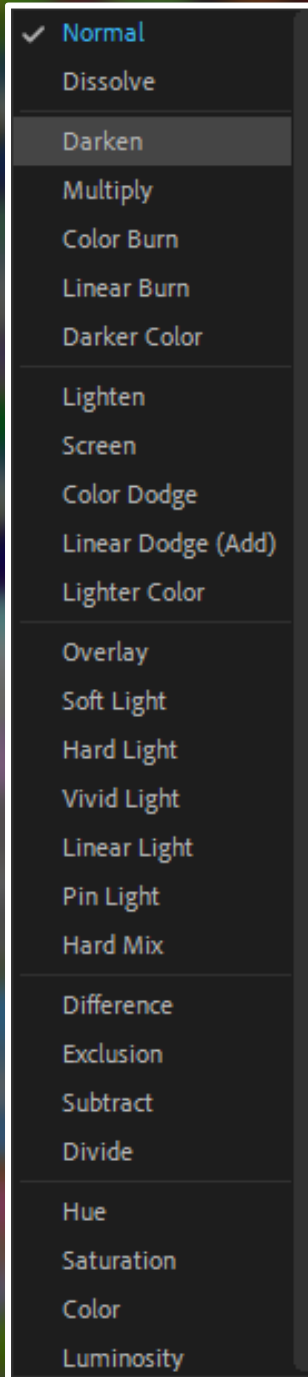 Normal
Dissolve
Darken
Multiply
Color Burn
Linear Burn
Darker Color
Lighten
Screen
Color Dodge
Linear Dodge (Add)
Lighter Color
Overlay
Soft Light
Hard Light
Vivid Light
Linear Light
Pin Light
Hard Mix
Difference
Exclusion
Subtract
Divide
Hue
Saturation
Color
Luminosity